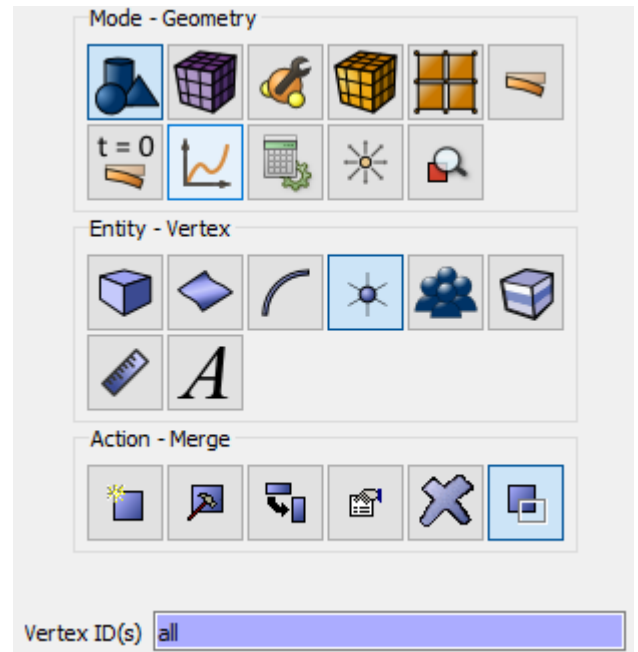 Mode - Geometry
t = 0
Entity - Vertex
A
Action - Merge
Vertex ID(s) all